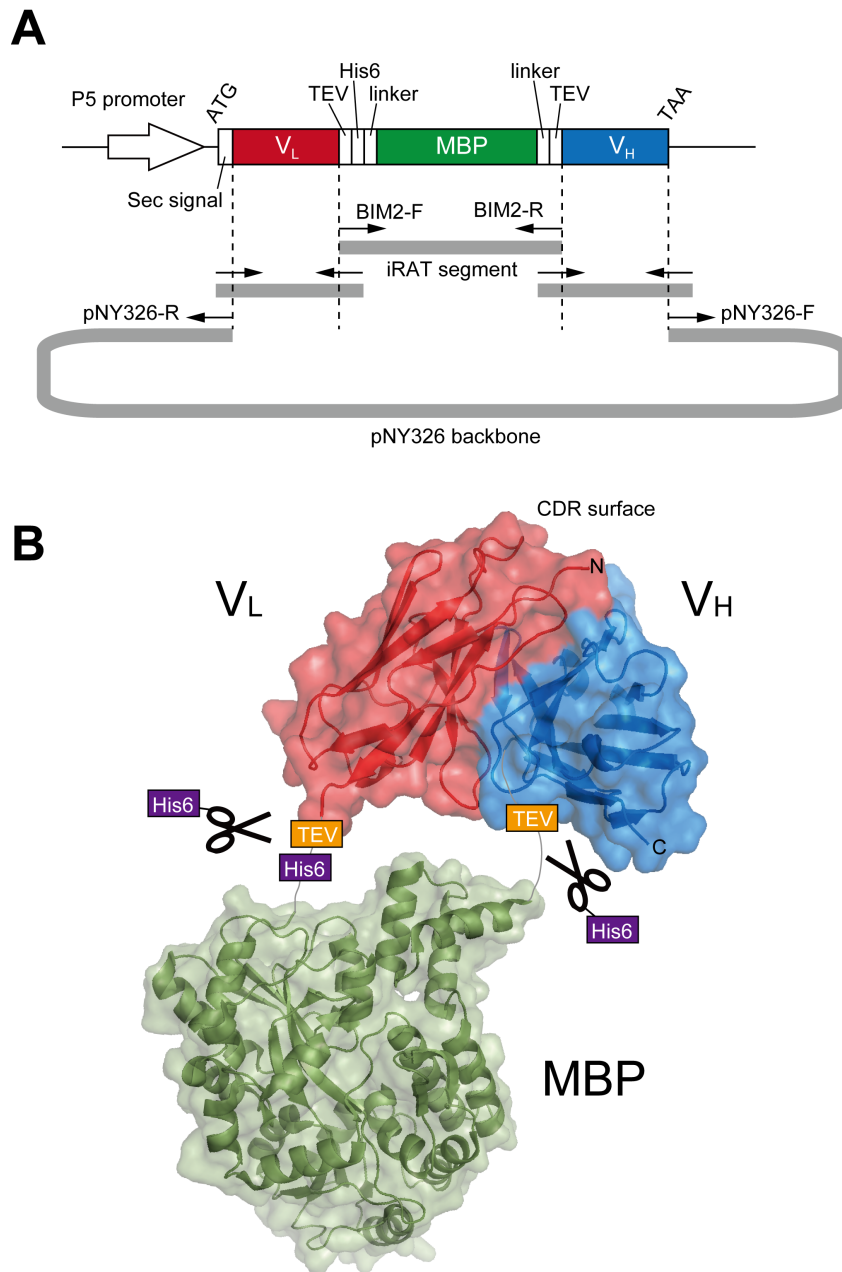 A
His6
linker
P5 promoter
ATG
TEV
linker
TEV
TAA
VL
MBP
VH
Sec signal
BIM2-F
BIM2-R
iRAT segment
pNY326-R
pNY326-F
pNY326 backbone
B
CDR surface
N
VL
VH
His6
TEV
TEV
His6
C
His6
MBP